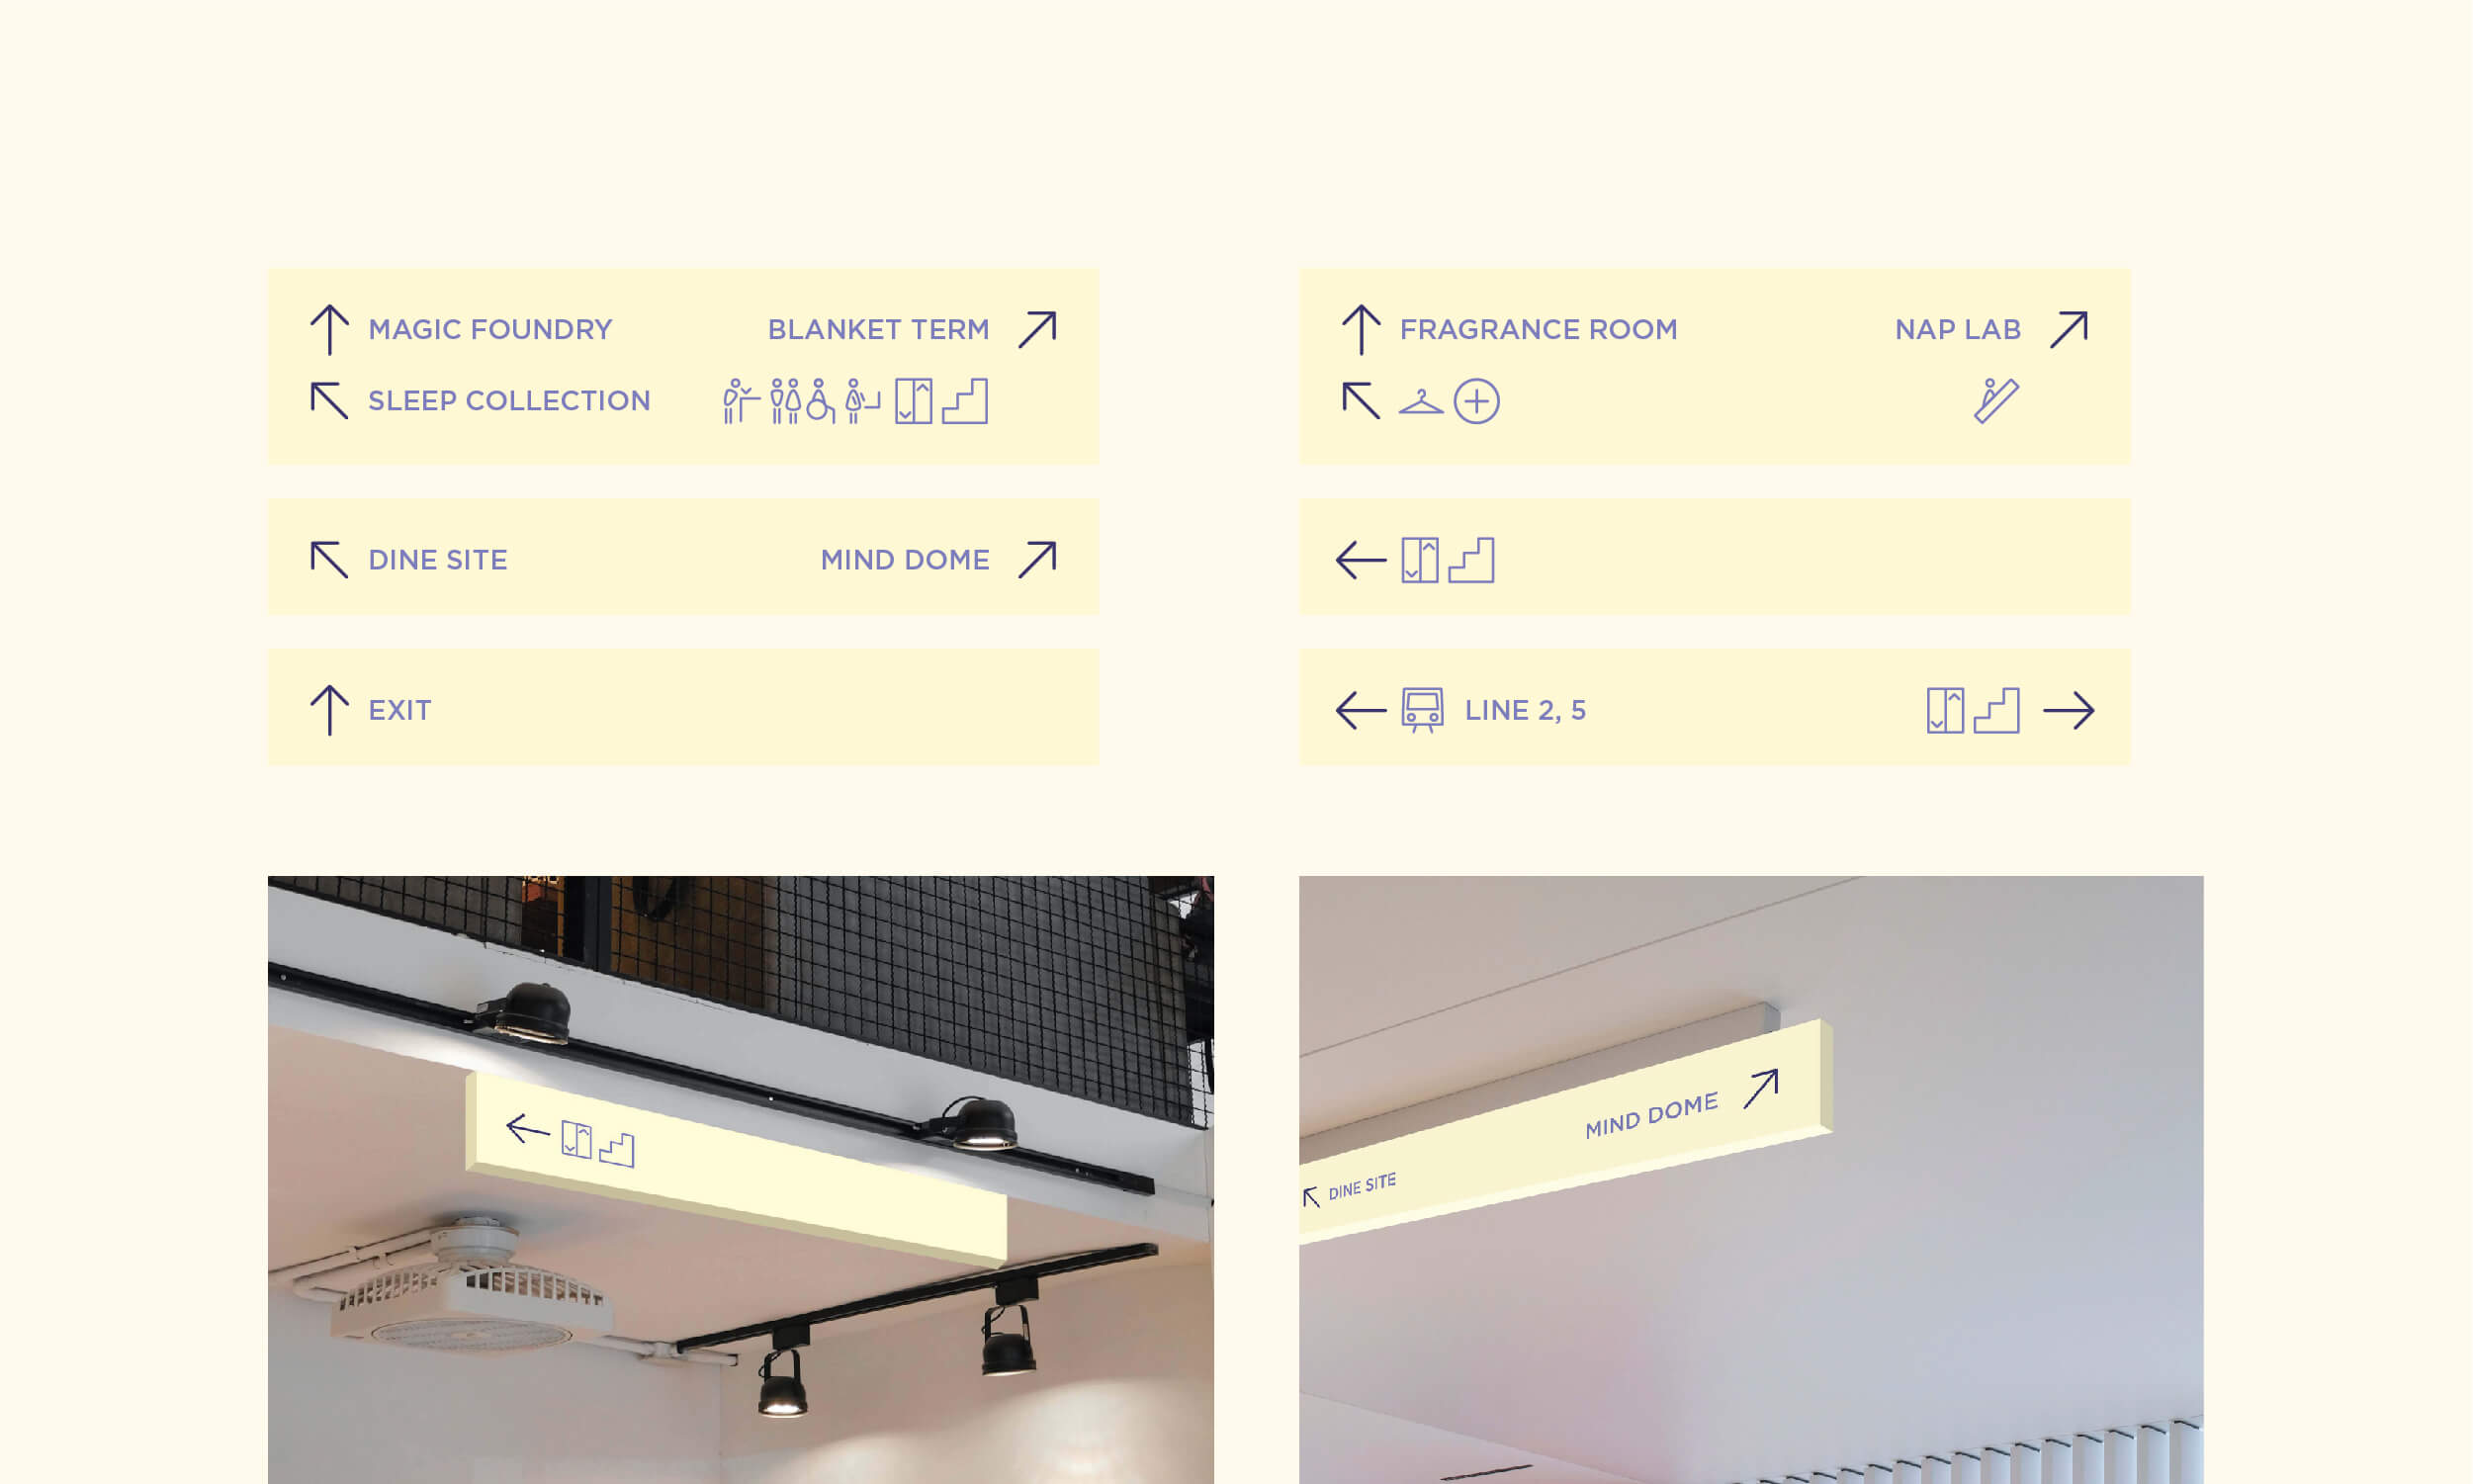 MAGIC FOUNDRY
BLANKET TERM
SLEEP COLLECTION
DINE SITE
MIND DOME
EXIT
FRAGRANCE ROOM
NAP LAB
LINE 2, 5
MIND DOME
DINE SITE